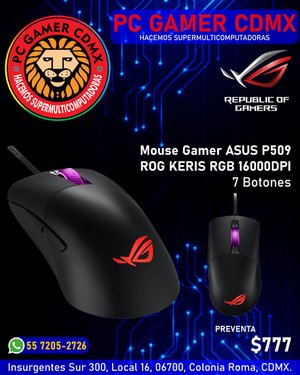 PC GAMER CDMX
HACEMOS SUPERMULTICOMPUTADORAS
PC GAMER CDMX
HACEMOS SUPERMULTICOMPUTADORAS
REPUBLIC OF
GAMERS
Mouse Gamer ASUS P509
ROG KERIS RGB 16000DPI
7 Botones
PREVENTA
$777
55 7205-2726
Insurgentes Sur 300, Local 16, 06700, Colonia Roma, CDMX.